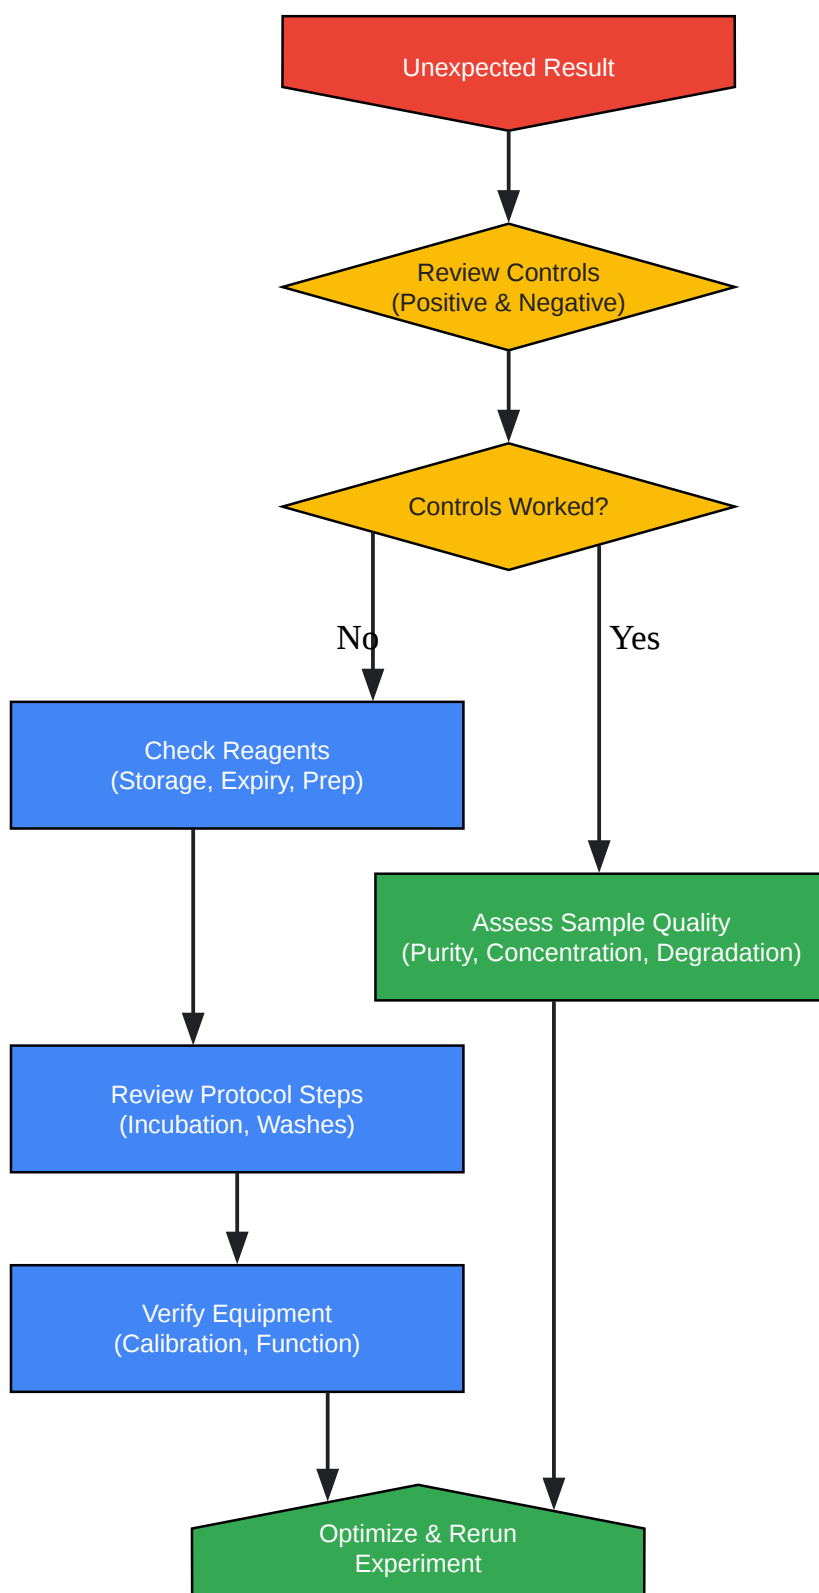 Unexpected Result
Review Controls
(Positive & Negative)
Controls Worked?
No
Yes
Check Reagents
(Storage, Expiry, Prep)
Assess Sample Quality
(Purity, Concentration, Degradation)
Review Protocol Steps
(Incubation, Washes)
Verify Equipment
(Calibration, Function)
Optimize & Rerun
Experiment